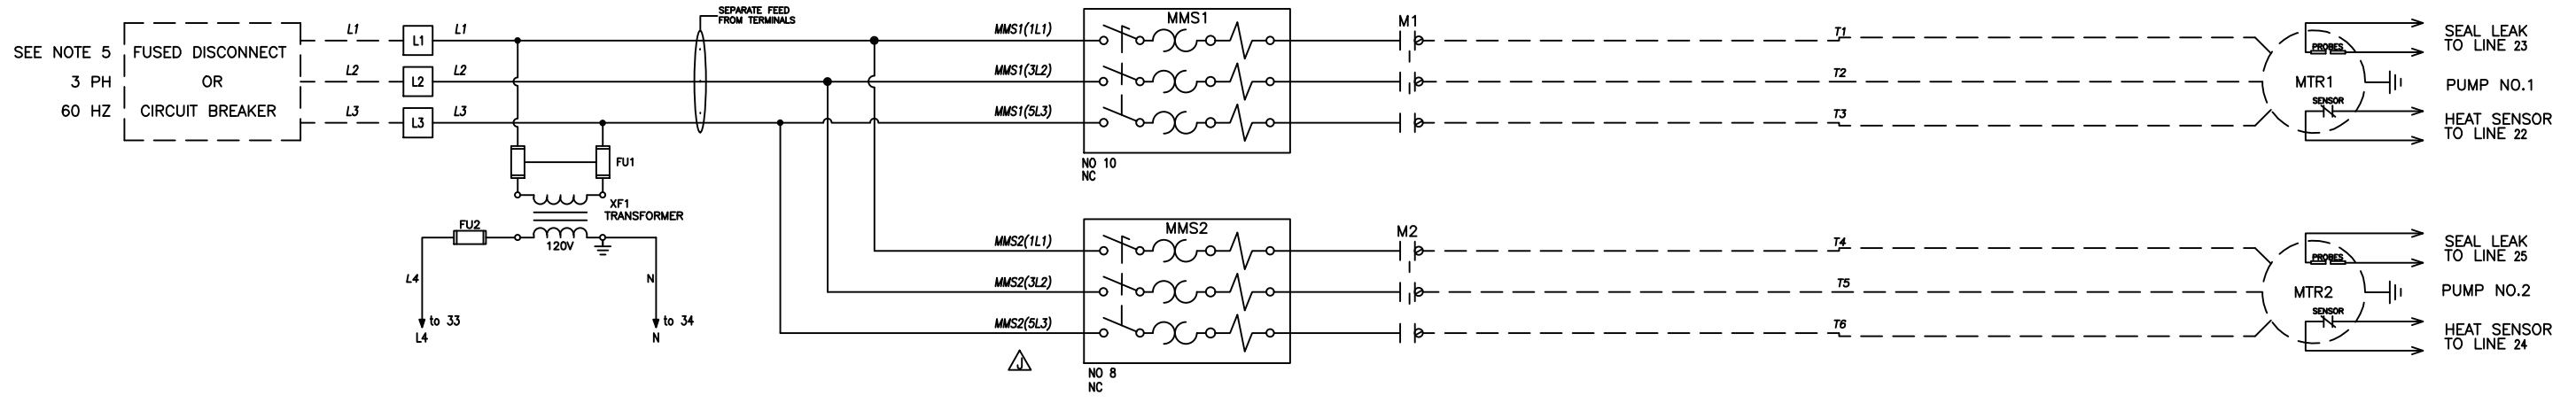 SEE NOTE 5
3 PH
60 HZ
FUSED DISCONNECT
OR
CIRCUIT BREAKER
L1
L2
L3
L1
L2
L3
L1
L2
L3
SEPARATE FEED
FROM TERMINALS
FU1
XF1
TRANSFORMER
FU2
120V
L4
N
to 33
L4
to 34
N
MMS1(1L1)
MMS1(3L2)
MMS1(5L3)
MMS1
NO 10
NC
M1
T1
T2
T3
PROBES
MTR1
SENSOR
SEAL LEAK
TO LINE 23
PUMP NO.1
HEAT SENSOR
TO LINE 22
MMS2(1L1)
MMS2(3L2)
MMS2(5L3)
J
MMS2
NO 8
NC
M2
T4
T5
T6
PROBES
MTR2
SENSOR
SEAL LEAK
TO LINE 25
PUMP NO.2
HEAT SENSOR
TO LINE 24